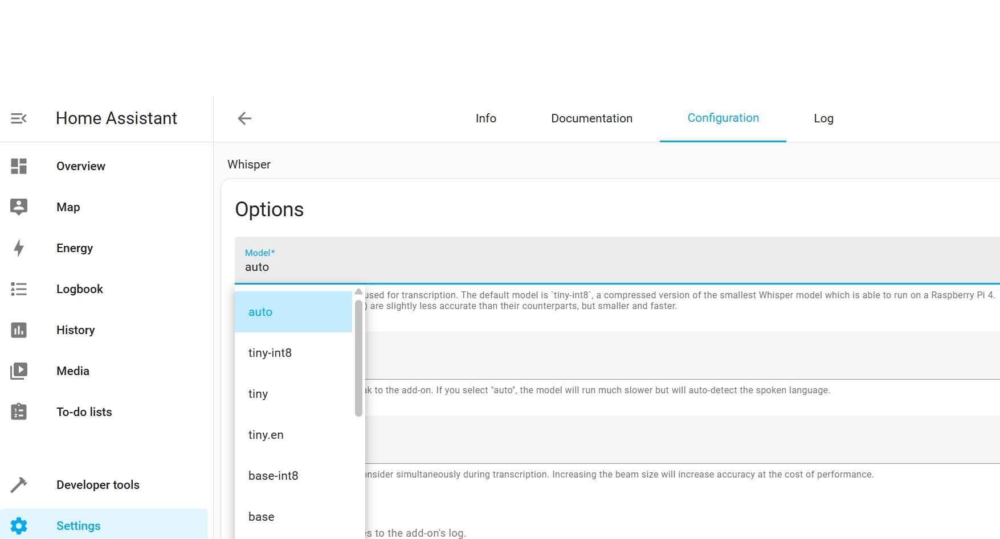 Home Assistant
Info
Documentation
Configuration
Log
Overview
Map
Energy
Logbook
History
Media
To-do lists
Developer tools
Settings
Whisper
Options
Model*
auto
used for transcription. The default model is `tiny-int8`, a compressed version of the smallest Whisper model which is able to run on a Raspberry Pi 4.
) are slightly less accurate than their counterparts, but smaller and faster.
auto
tiny-int8
tiny
tiny.en
base-int8
base
to the add-on. If you select "auto", the model will run much slower but will auto-detect the spoken language.
simultaneously during transcription. Increasing the beam size will increase accuracy at the cost of performance.
to the add-on's log.